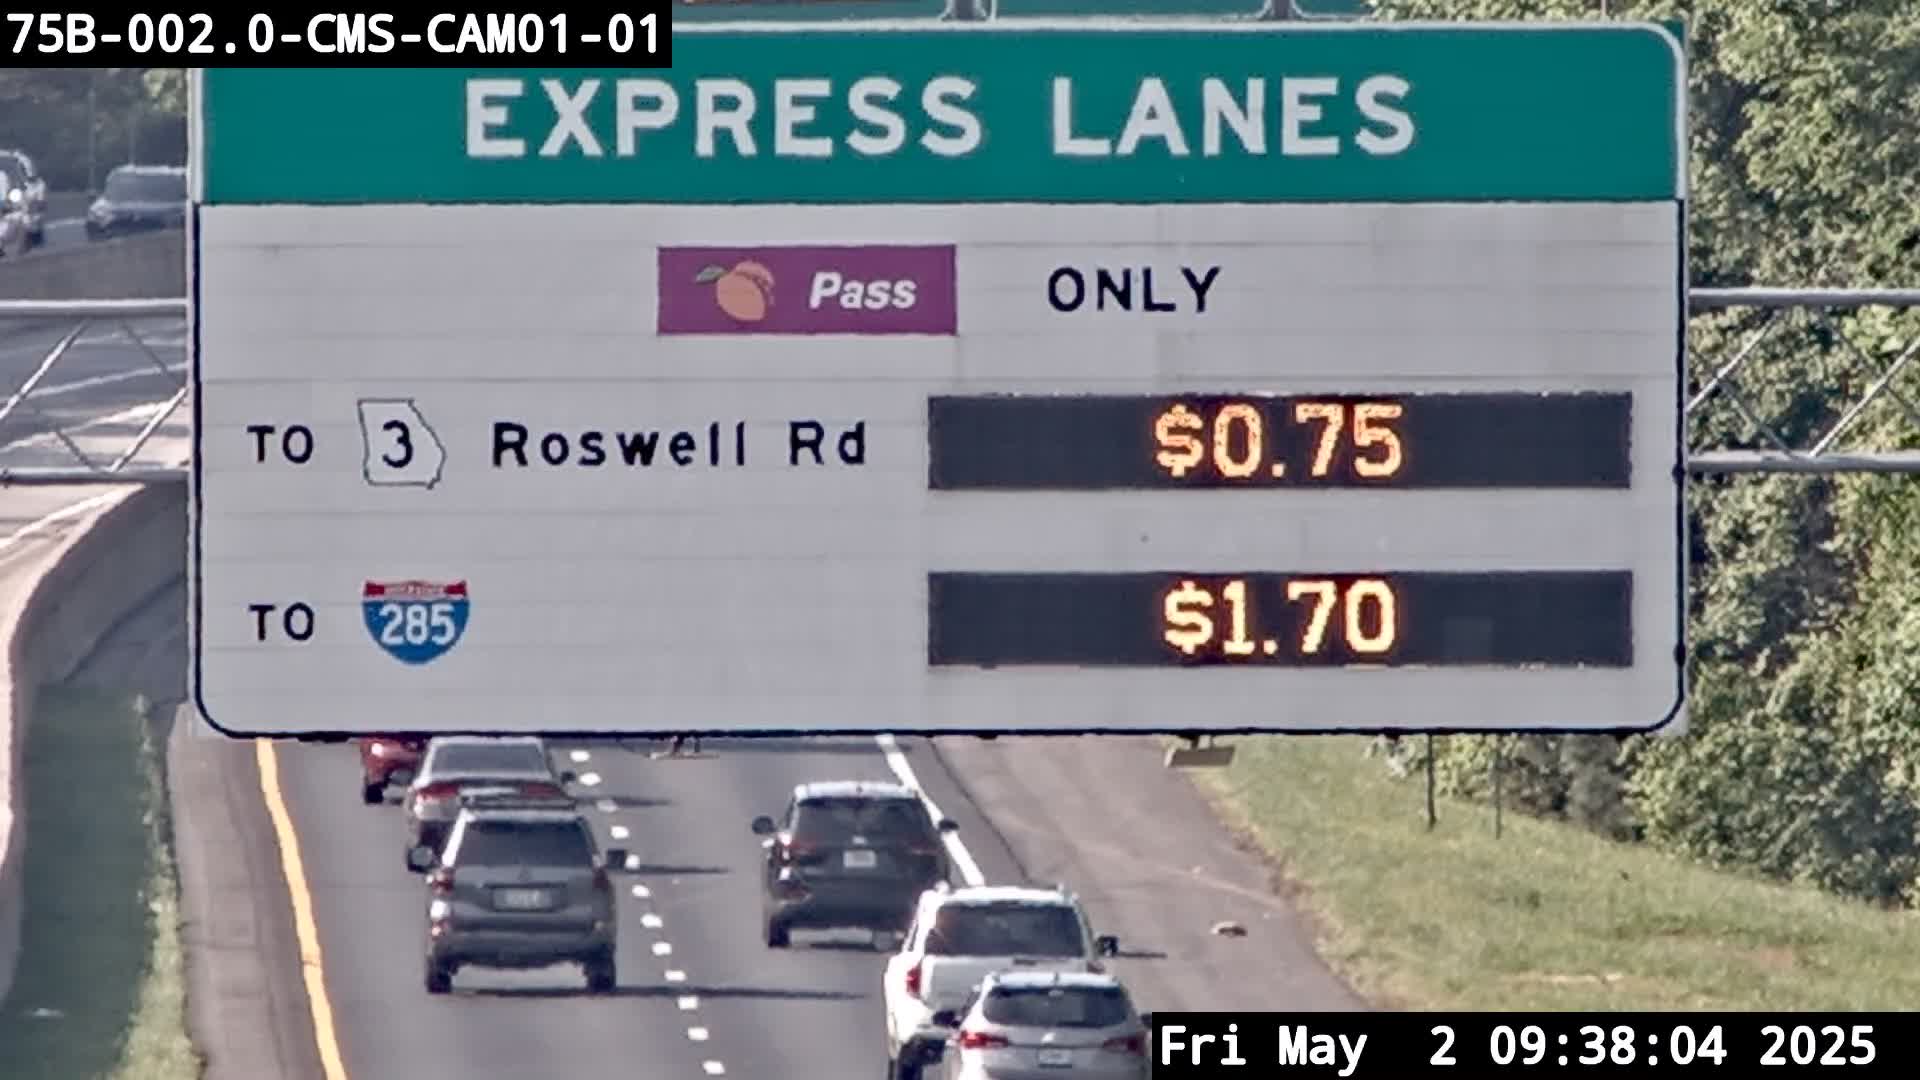 75B-002.0-CMS-CAM01-01
EXPRESS LANES
Pass ONLY
TO 3 Roswell Rd $0.75
TO 285 $1.70
Fri May 2 09:38:04 2025